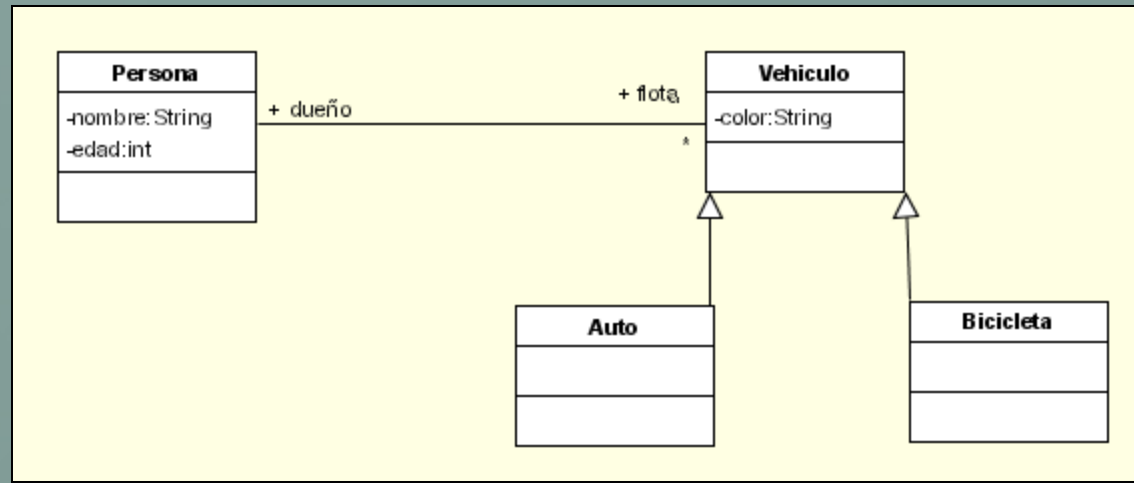 Persona
-nombre:String
-edad:int
+ dueño
+ flota
*
Vehiculo
-color:String
Auto
Bicicleta